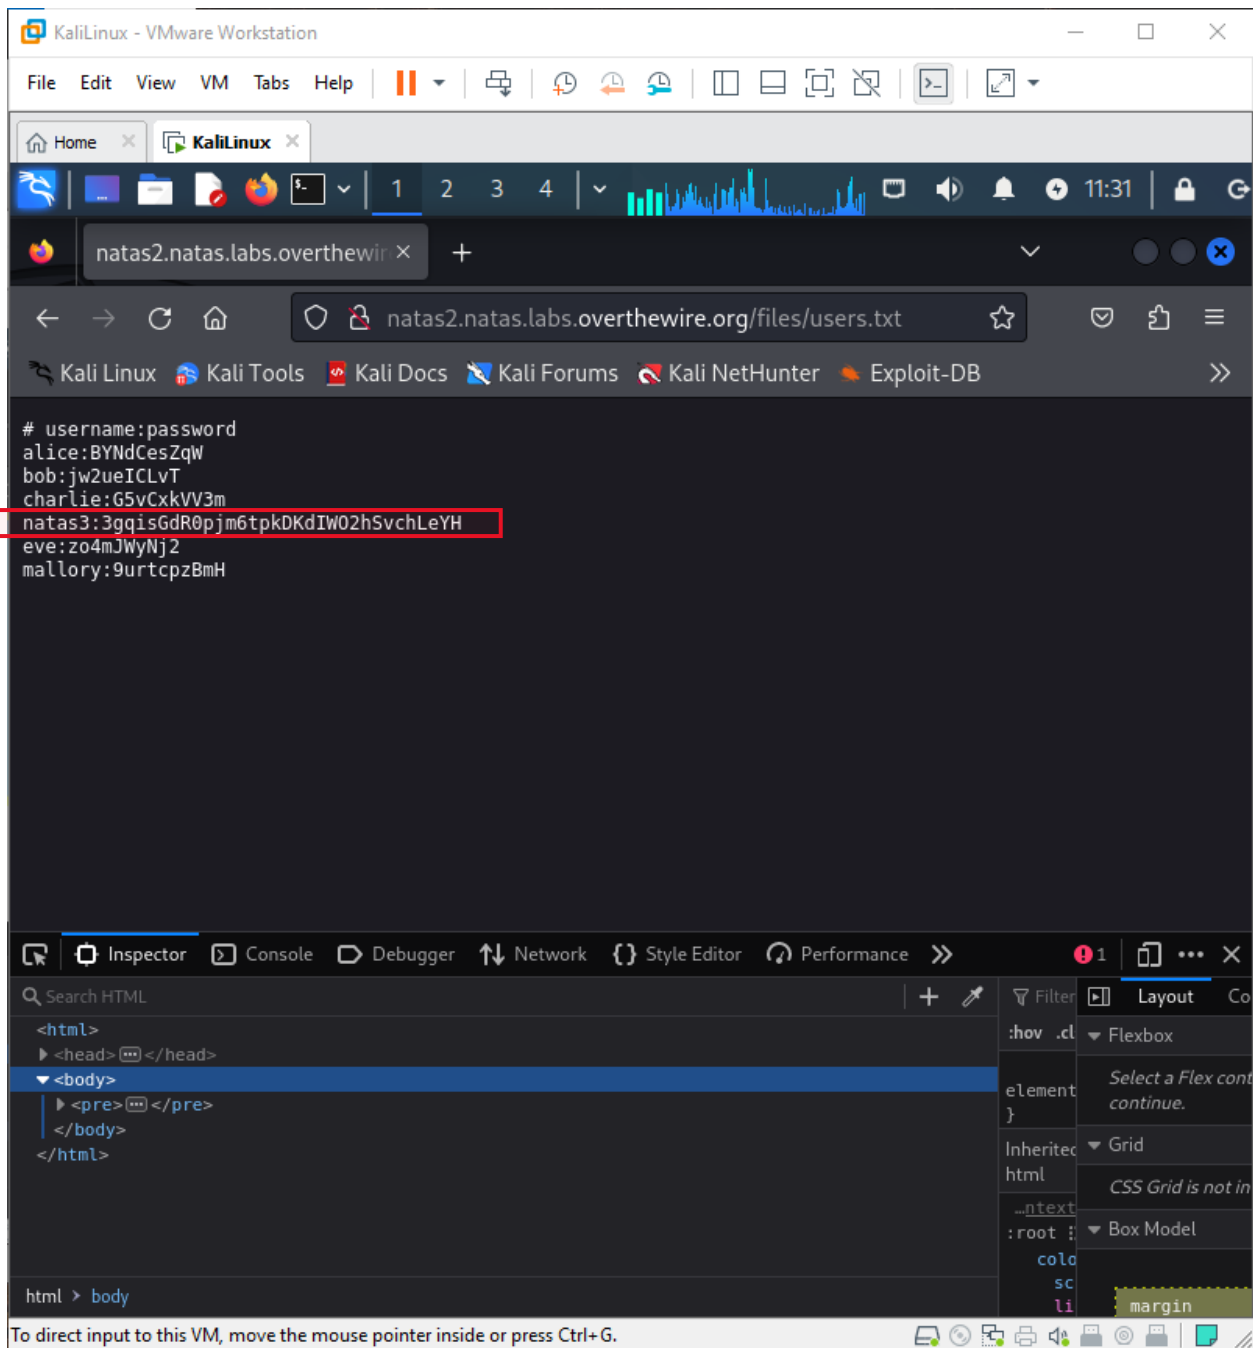 KaliLinux - VMware Workstation
File Edit View VM Tabs Help
Home
KaliLinux
1 2 3 4
11:31
natas2.natas.labs.overthewir
natas2.natas.labs.overthewire.org/files/users.txt
Kali Linux Kali Tools Kali Docs Kali Forums Kali NetHunter Exploit-DB
# username:password
alice:BYNdCesZqW
bob:jw2ueICLvT
charlie:G5vCxkVV3m
natas3:3gqisGdR0pjm6tpkDKdIWO2hSvchLeYH
eve:zo4mJWyNj2
mallory:9urtcpzBmH
Inspector Console Debugger Network Style Editor Performance 1
Search HTML
Filter
Layout Co
<html>
<head> </head>
<body>
<pre> </pre>
</body>
</html>
:hov .cl
element
}
Inherited
html
…ntext
:root
colo
sc
li
Flexbox
Select a Flex cont
continue.
Grid
CSS Grid is not in
Box Model
margin
html > body
To direct input to this VM, move the mouse pointer inside or press Ctrl+G.